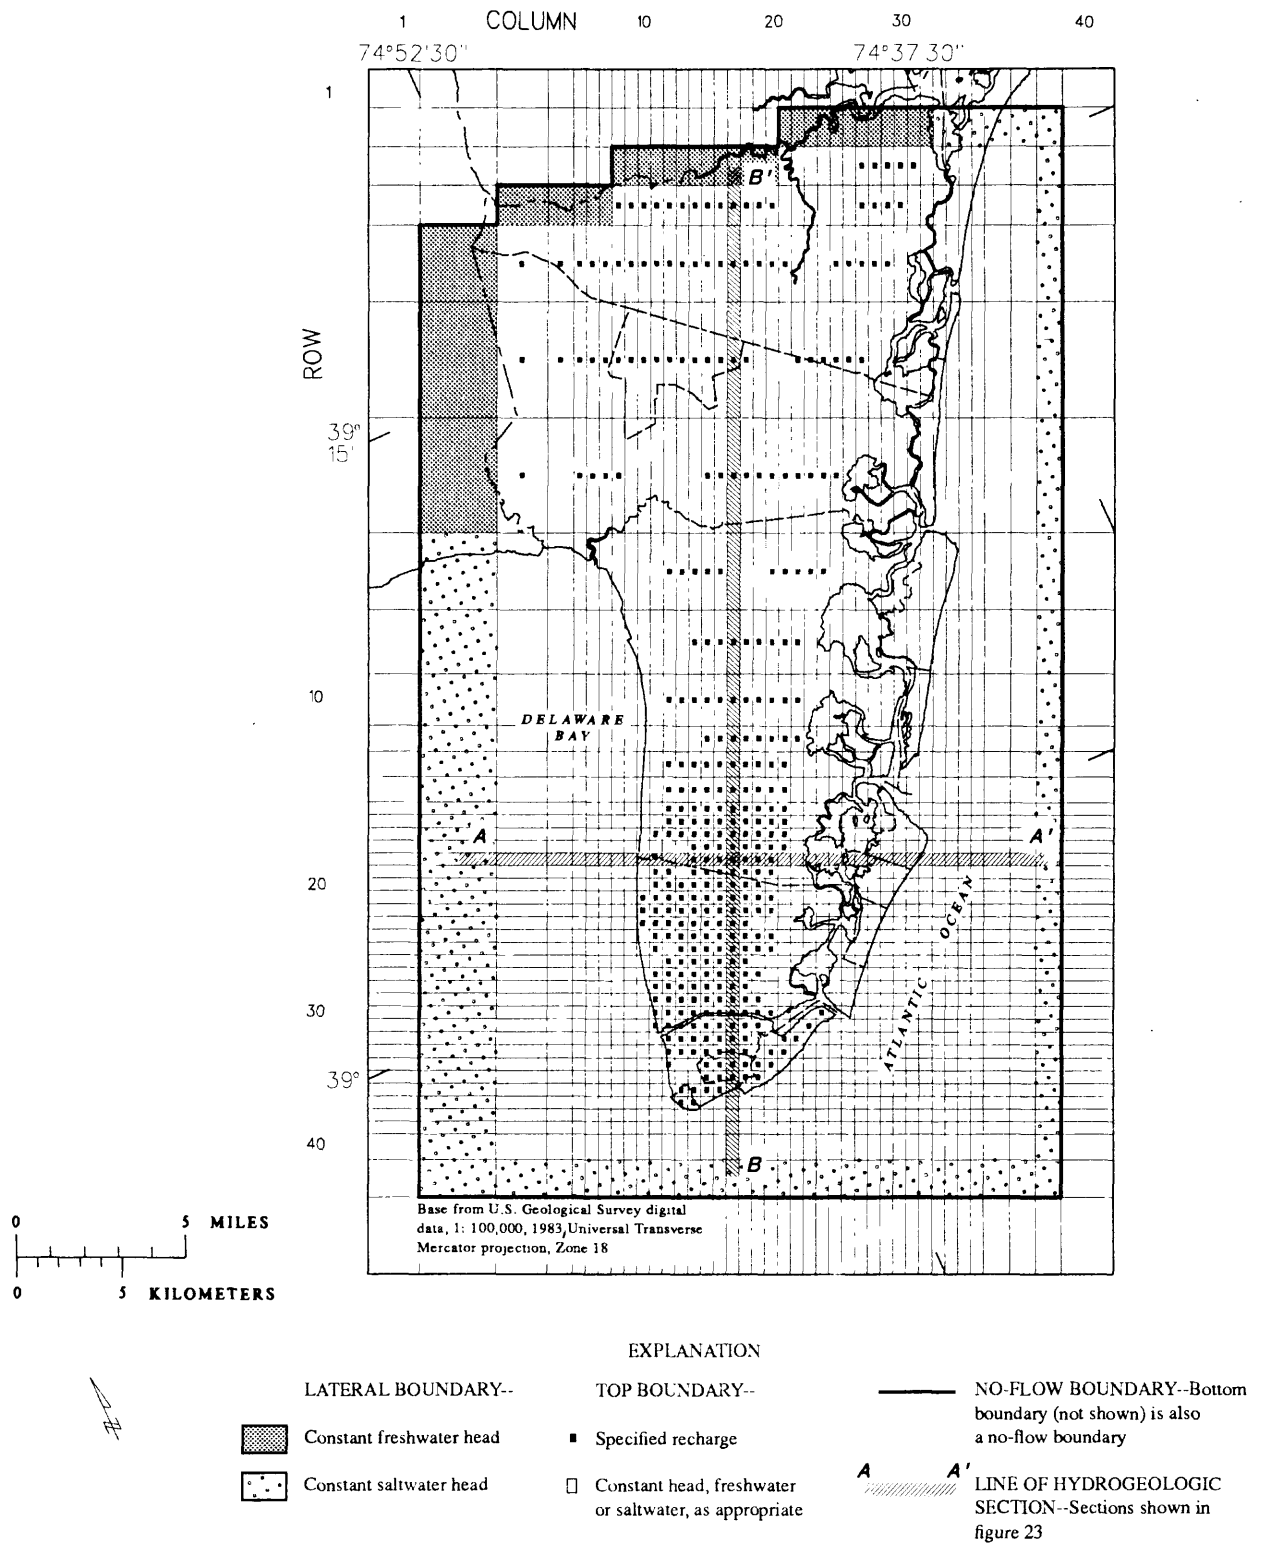 1 COLUMN 10 20 30 40
74°52'30" 74°37'30"
1
B'
ROW
39°
15'
10
DELAWARE
BAY
A A'
20
OCEAN
ATLANTIC
30
39°
40
B
Base from U.S. Geological Survey digital
data, 1: 100,000, 1983, Universal Transverse
Mercator projection, Zone 18
0 5 MILES
0 5 KILOMETERS
N
EXPLANATION
LATERAL BOUNDARY--
Constant freshwater head
Constant saltwater head
TOP BOUNDARY--
Specified recharge
Constant head, freshwater
or saltwater, as appropriate
NO-FLOW BOUNDARY--Bottom
boundary (not shown) is also
a no-flow boundary
A A'
LINE OF HYDROGEOLOGIC
SECTION--Sections shown in
figure 23